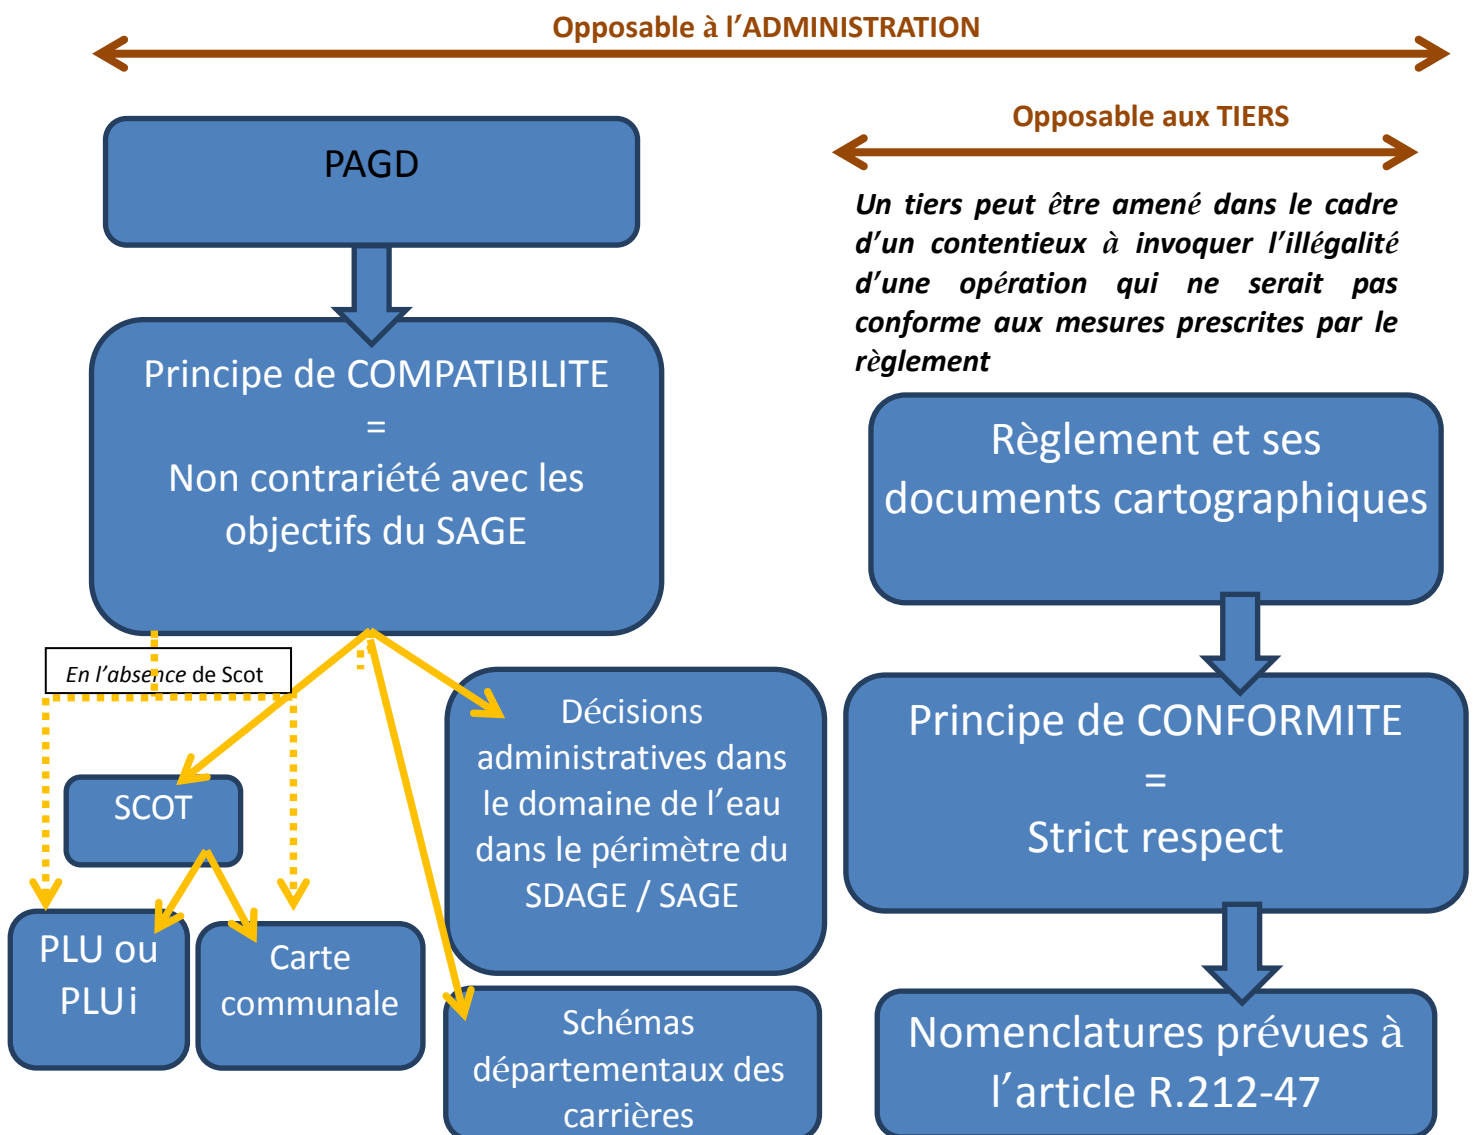 Opposable à l'ADMINISTRATION
Opposable aux TIERS
PAGD
Un tiers peut être amené dans le cadre
d'un contentieux à invoquer l'illégalité
d'une opération qui ne serait pas
conforme aux mesures prescrites par le
règlement
Principe de COMPATIBILITE
=
Non contrariété avec les
objectifs du SAGE
Règlement et ses
documents cartographiques
En l'absence de Scot
Décisions
administratives dans
le domaine de l'eau
dans le périmètre du
SDAGE / SAGE
Principe de CONFORMITE
=
Strict respect
SCOT
PLU ou
PLUi
Carte
communale
Schémas
départementaux des
carrières
Nomenclatures prévues à
l'article R.212-47